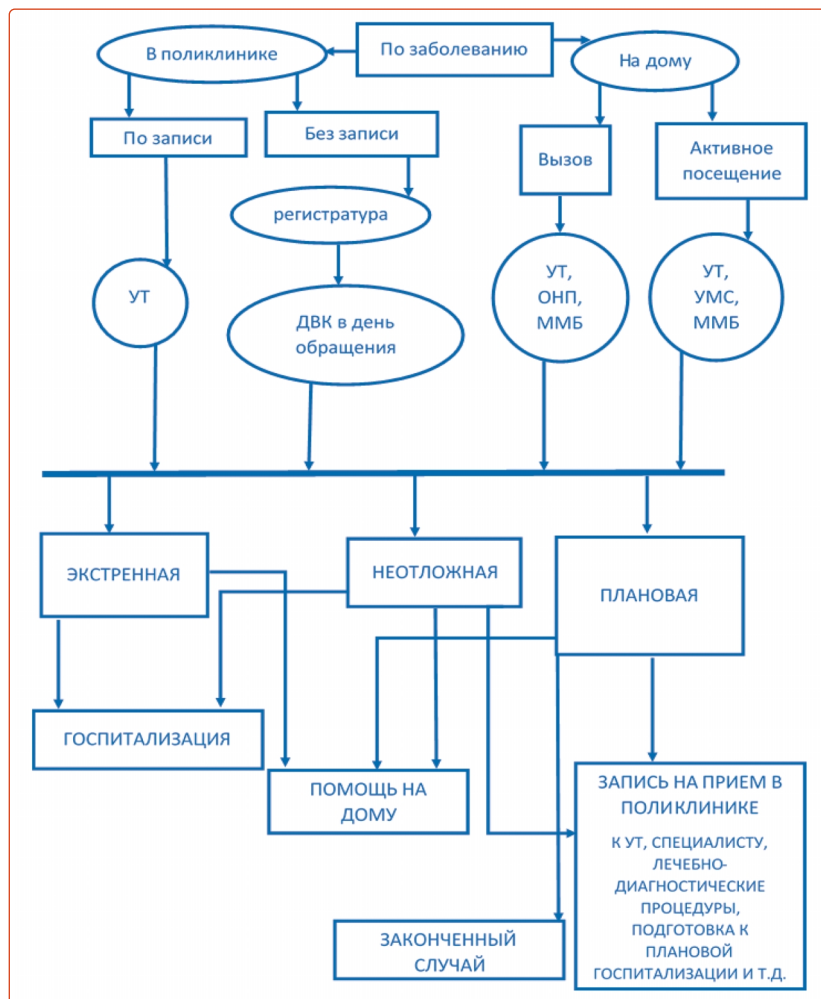 По заболеванию
В поликлинике
На дому
По записи
Без записи
Вызов
Активное
посещение
регистратура
УТ
ДВК в день
обращения
УТ,
ОНП,
ММБ
УТ,
УМС,
ММБ
ЭКСТРЕННАЯ
НЕОТЛОЖНАЯ
ПЛАНОВАЯ
ГОСПИТАЛИЗАЦИЯ
ПОМОЩЬ НА
ДОМУ
ЗАПИСЬ НА ПРИЕМ В
ПОЛИКЛИНИКЕ
К УТ, СПЕЦИАЛИСТУ,
ЛЕЧЕБНО-
ДИАГНОСТИЧЕСКИЕ
ПРОЦЕДУРЫ,
ПОДГОТОВКА К
ПЛАНОВОЙ
ГОСПИТАЛИЗАЦИИ И Т.Д.
ЗАКОНЧЕННЫЙ
СЛУЧАЙ